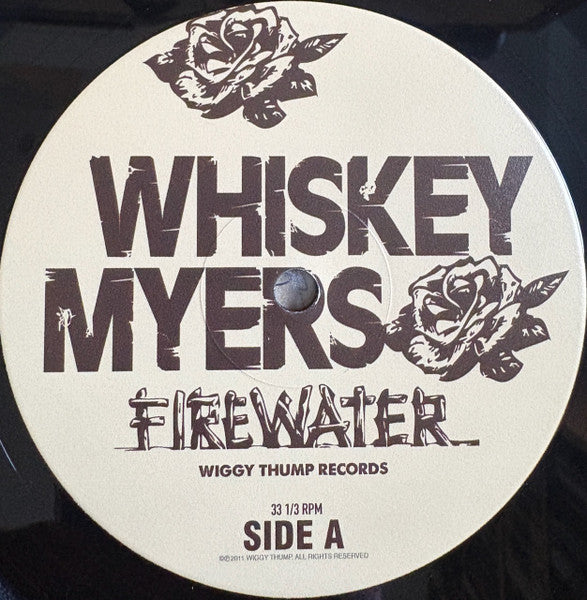 WHISKEY
MYERS
FIREWATER
WIGGY THUMP RECORDS
33 1/3 RPM
SIDE A
©℗2011 WIGGY THUMP. ALL RIGHTS RESERVED